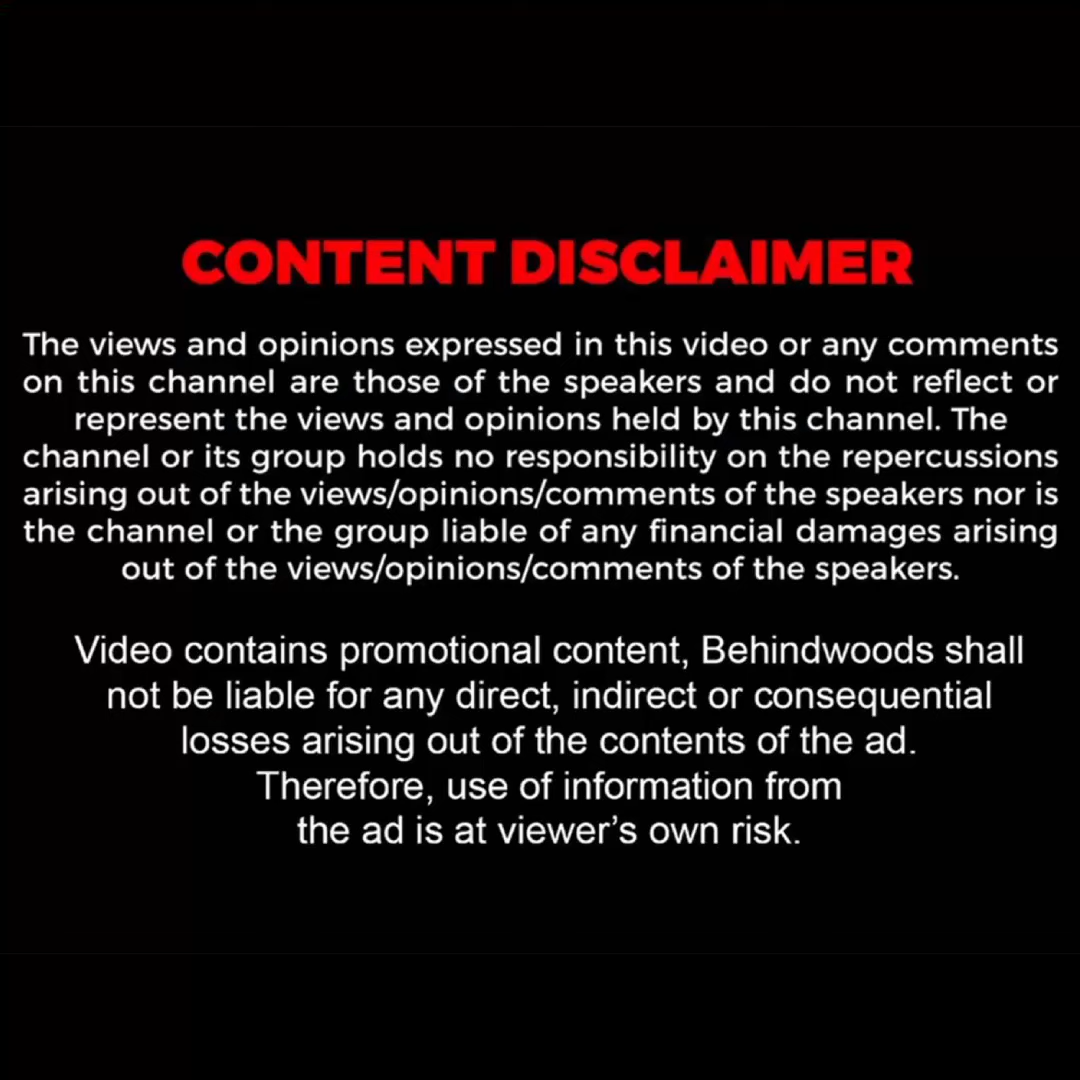 CONTENT DISCLAIMER
The views and opinions expressed in this video or any comments
on this channel are those of the speakers and do not reflect or
represent the views and opinions held by this channel. The
channel or its group holds no responsibility on the repercussions
arising out of the views/opinions/comments of the speakers nor is
the channel or the group liable of any financial damages arising
out of the views/opinions/comments of the speakers.
Video contains promotional content, Behindwoods shall
not be liable for any direct, indirect or consequential
losses arising out of the contents of the ad.
Therefore, use of information from
the ad is at viewer’s own risk.